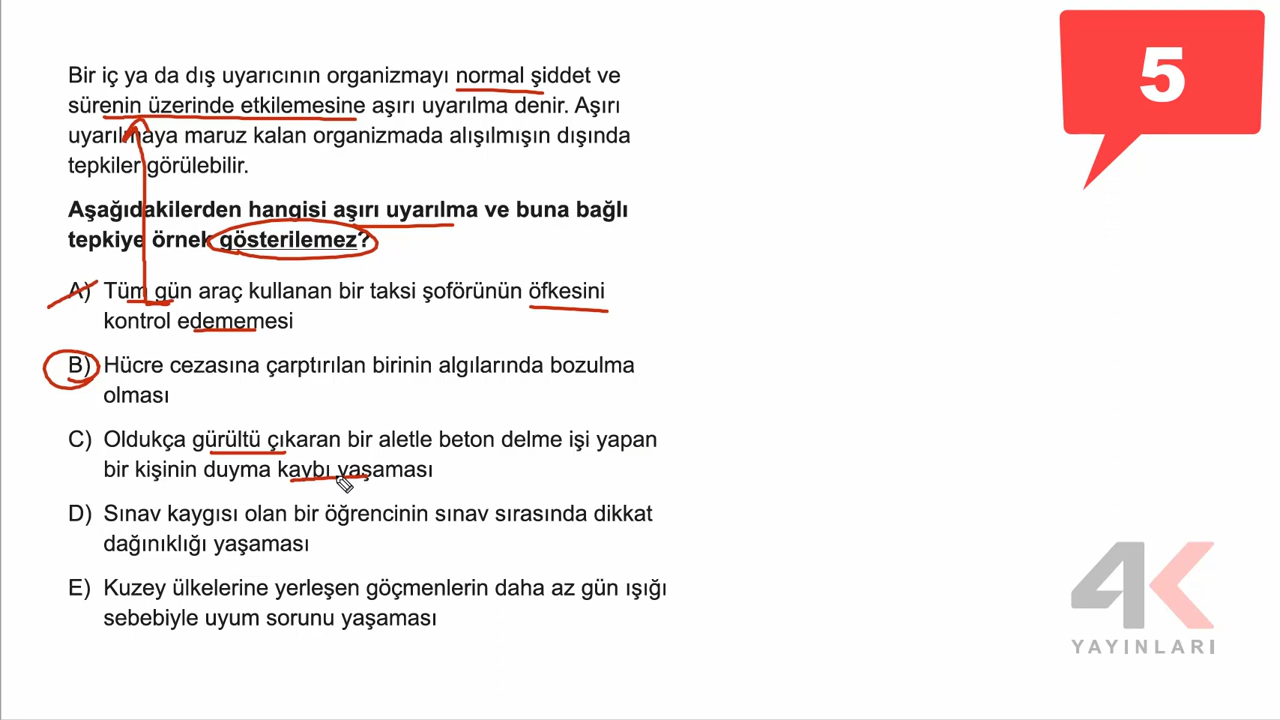 5
Bir iç ya da dış uyarıcının organizmayı normal şiddet ve
sürenin üzerinde etkilemesine aşırı uyarılma denir. Aşırı
uyarılmaya maruz kalan organizmada alışılmışın dışında
tepkiler görülebilir.
Aşağıdakilerden hangisi aşırı uyarılma ve buna bağlı
tepkiye örnek gösterilemez?
A) Tüm gün araç kullanan bir taksi şoförünün öfkesini
kontrol edememesi
B) Hücre cezasına çarptırılan birinin algılarında bozulma
olması
C) Oldukça gürültü çıkaran bir aletle beton delme işi yapan
bir kişinin duyma kaybı yaşaması
D) Sınav kaygısı olan bir öğrencinin sınav sırasında dikkat
dağınıklığı yaşaması
E) Kuzey ülkelerine yerleşen göçmenlerin daha az gün ışığı
sebebiyle uyum sorunu yaşaması
4K
YAYINLARI